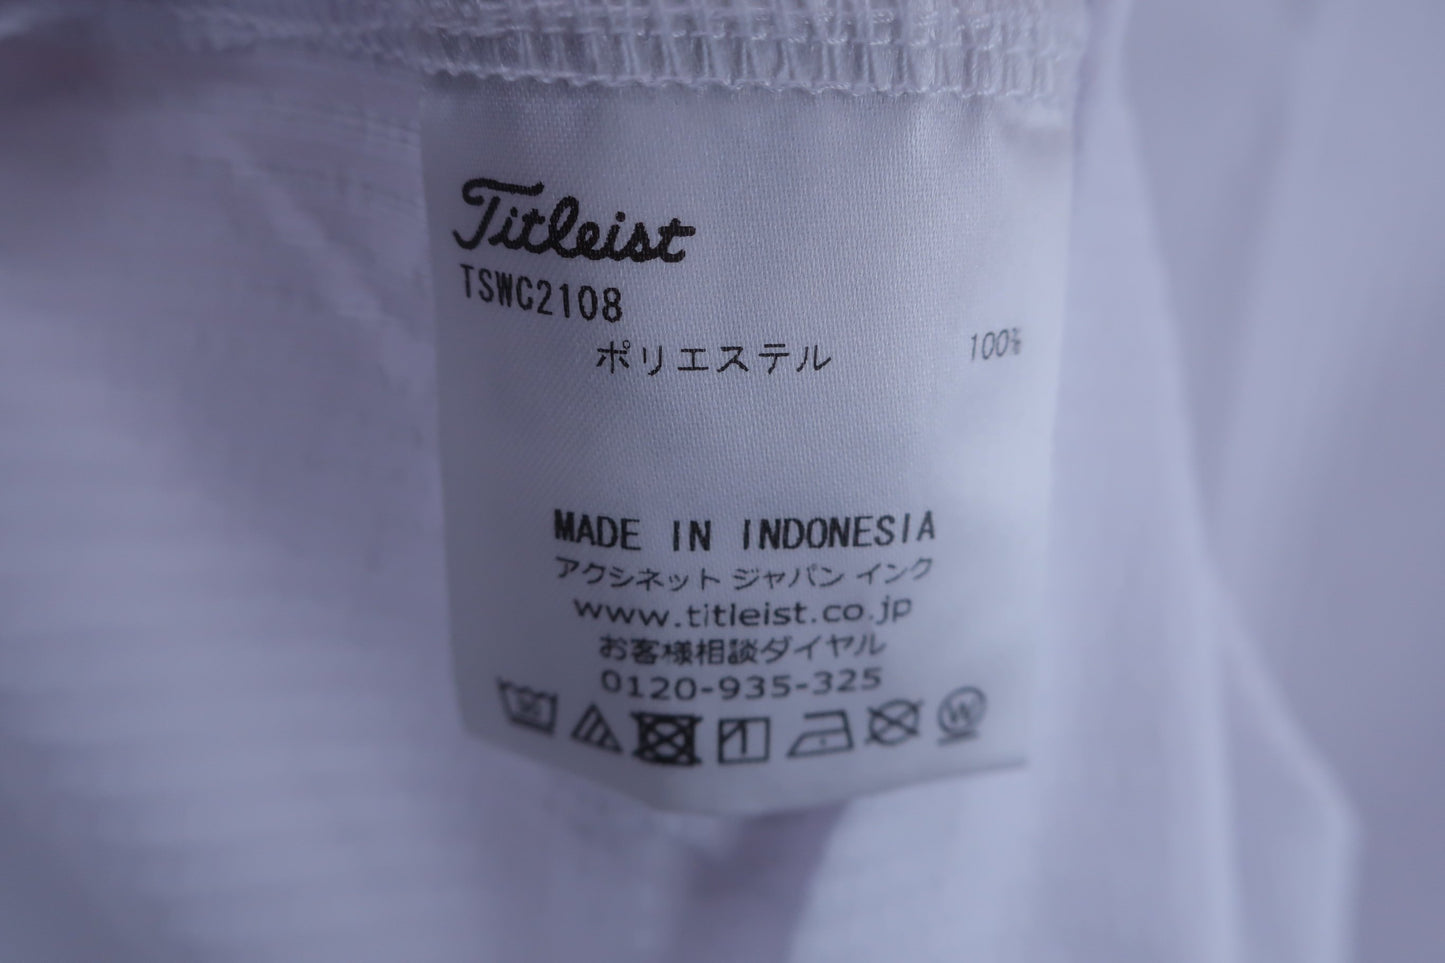 Titleist
TSWC2108
ポリエステル 100%
MADE IN INDONESIA
アクシネット ジャパン インク
www.titleist.co.jp
お客様相談ダイヤル
0120-935-325